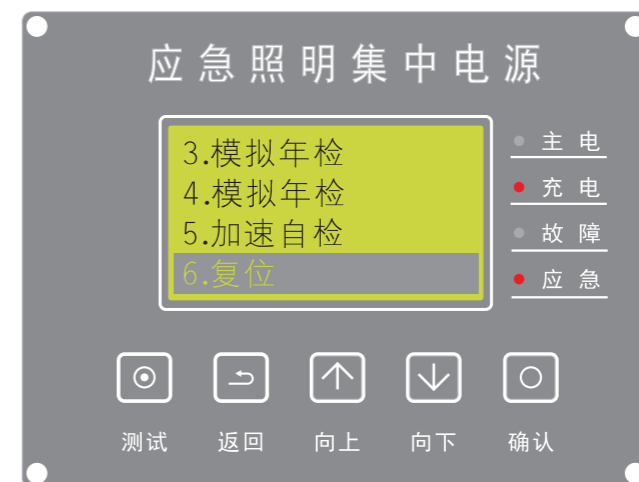 应急照明集中电源
3.模拟年检
4.模拟年检
5.加速自检
6.复位
主电
充电
故障
应急
测试 返回 向上 向下 确认